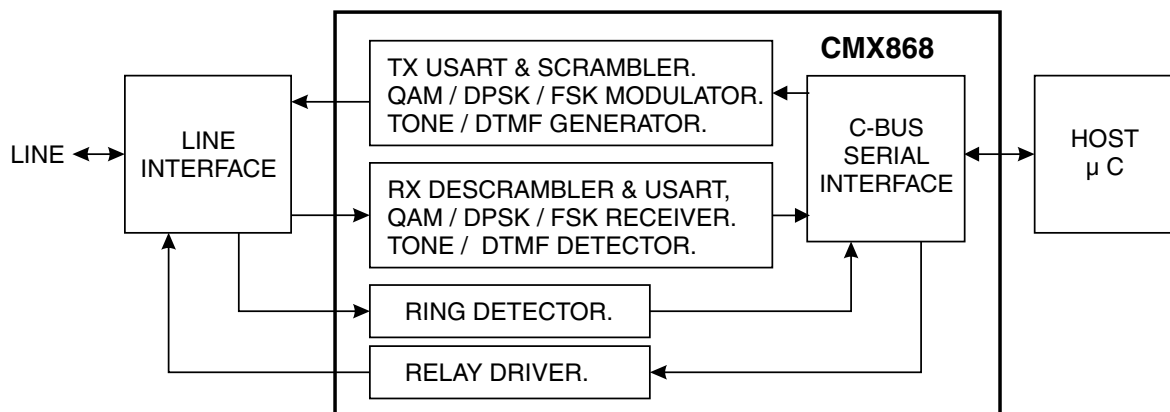 CMX868
TX USART & SCRAMBLER.
QAM / DPSK / FSK MODULATOR.
TONE / DTMF GENERATOR.
LINE
LINE
INTERFACE
C-BUS
SERIAL
INTERFACE
HOST
µ C
RX DESCRAMBLER & USART,
QAM / DPSK / FSK RECEIVER.
TONE / DTMF DETECTOR.
RING DETECTOR.
RELAY DRIVER.